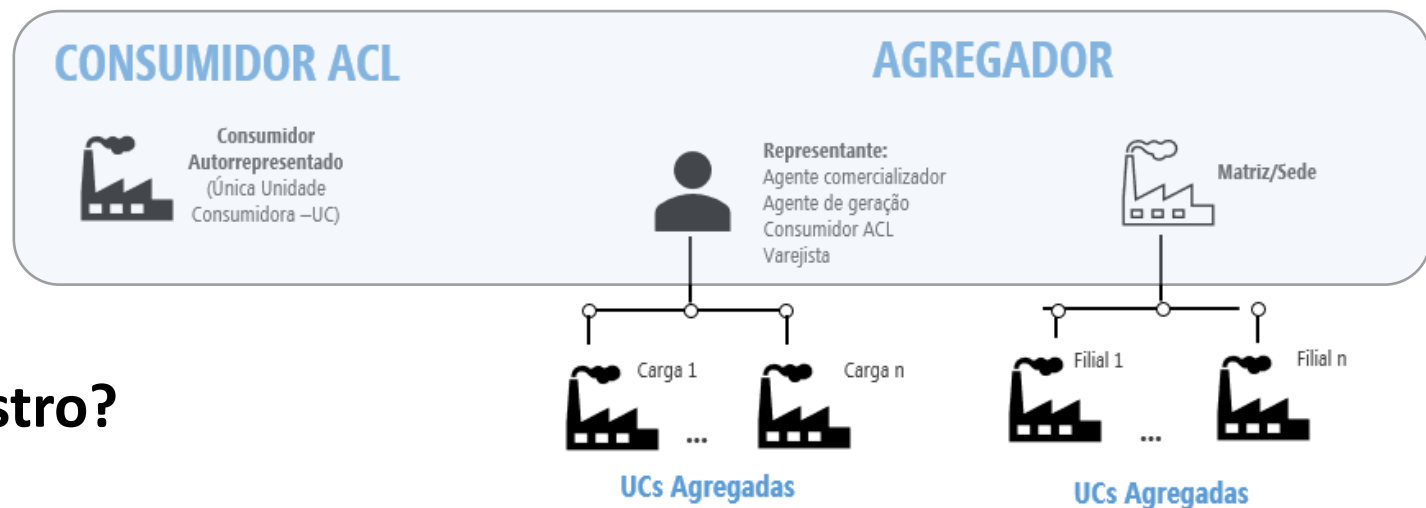 CONSUMIDOR ACL
Consumidor
Autorrepresentado
(Única Unidade
Consumidora –UC)
AGREGADOR
Representante:
Agente comercializador
Agente de geração
Consumidor ACL
Varejista
Matriz/Sede
Carga 1
Carga n
...
UCs Agregadas
Filial 1
Filial n
...
UCs Agregadas
stro?